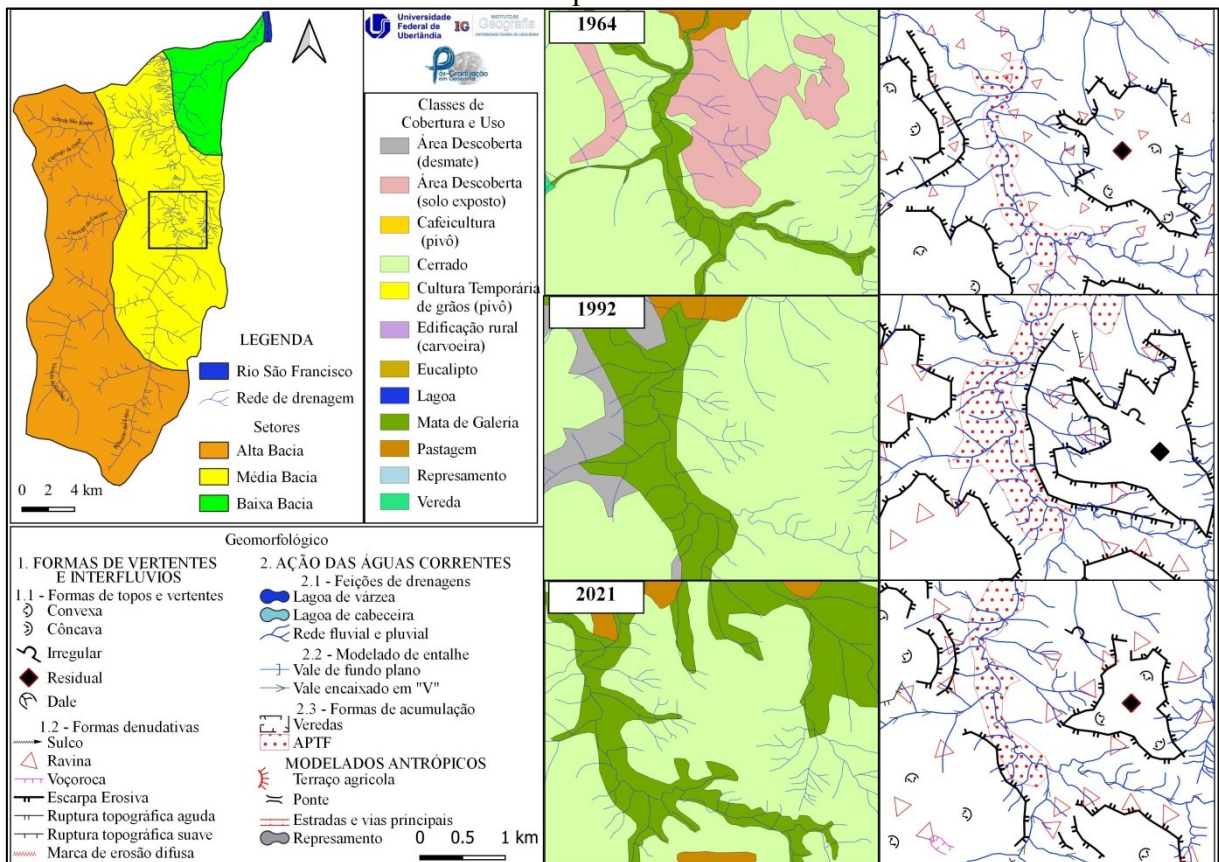 Universidade
Federal de
Uberlândia
IG
INSTITUTO DE
Geografia
UNIVERSIDADE FEDERAL DE UBERLÂNDIA
Pós-Graduação
em Geografia
LEGENDA
Rio São Francisco
Rede de drenagem
Setores
Alta Bacia
Média Bacia
Baixa Bacia
0 2 4 km
Classes de
Cobertura e Uso
Área Descoberta
(desmate)
Área Descoberta
(solo exposto)
Cafeicultura
(pivô)
Cerrado
Cultura Temporária
de grãos (pivô)
Edificação rural
(carvoeira)
Eucalipto
Lagoa
Mata de Galeria
Pastagem
Represamento
Vereda
1964
1992
2021
Geomorfológico
1. FORMAS DE VERTENTES
E INTERFLÚVIOS
1.1 - Formas de topos e vertentes
Convexa
Côncava
Irregular
Residual
Dale
1.2 - Formas denudativas
Sulco
Ravina
Voçoroca
Escarpa Erosiva
Ruptura topográfica aguda
Ruptura topográfica suave
Marca de erosão difusa
2. AÇÃO DAS ÁGUAS CORRENTES
2.1 - Feições de drenagens
Lagoa de várzea
Lagoa de cabeceira
Rede fluvial e pluvial
2.2 - Modelado de entalhe
Vale de fundo plano
Vale encaixado em "V"
2.3 - Formas de acumulação
Veredas
APTF
MODELADOS ANTRÓPICOS
Terraço agrícola
Ponte
Estradas e vias principais
Represamento
0 0.5 1 km